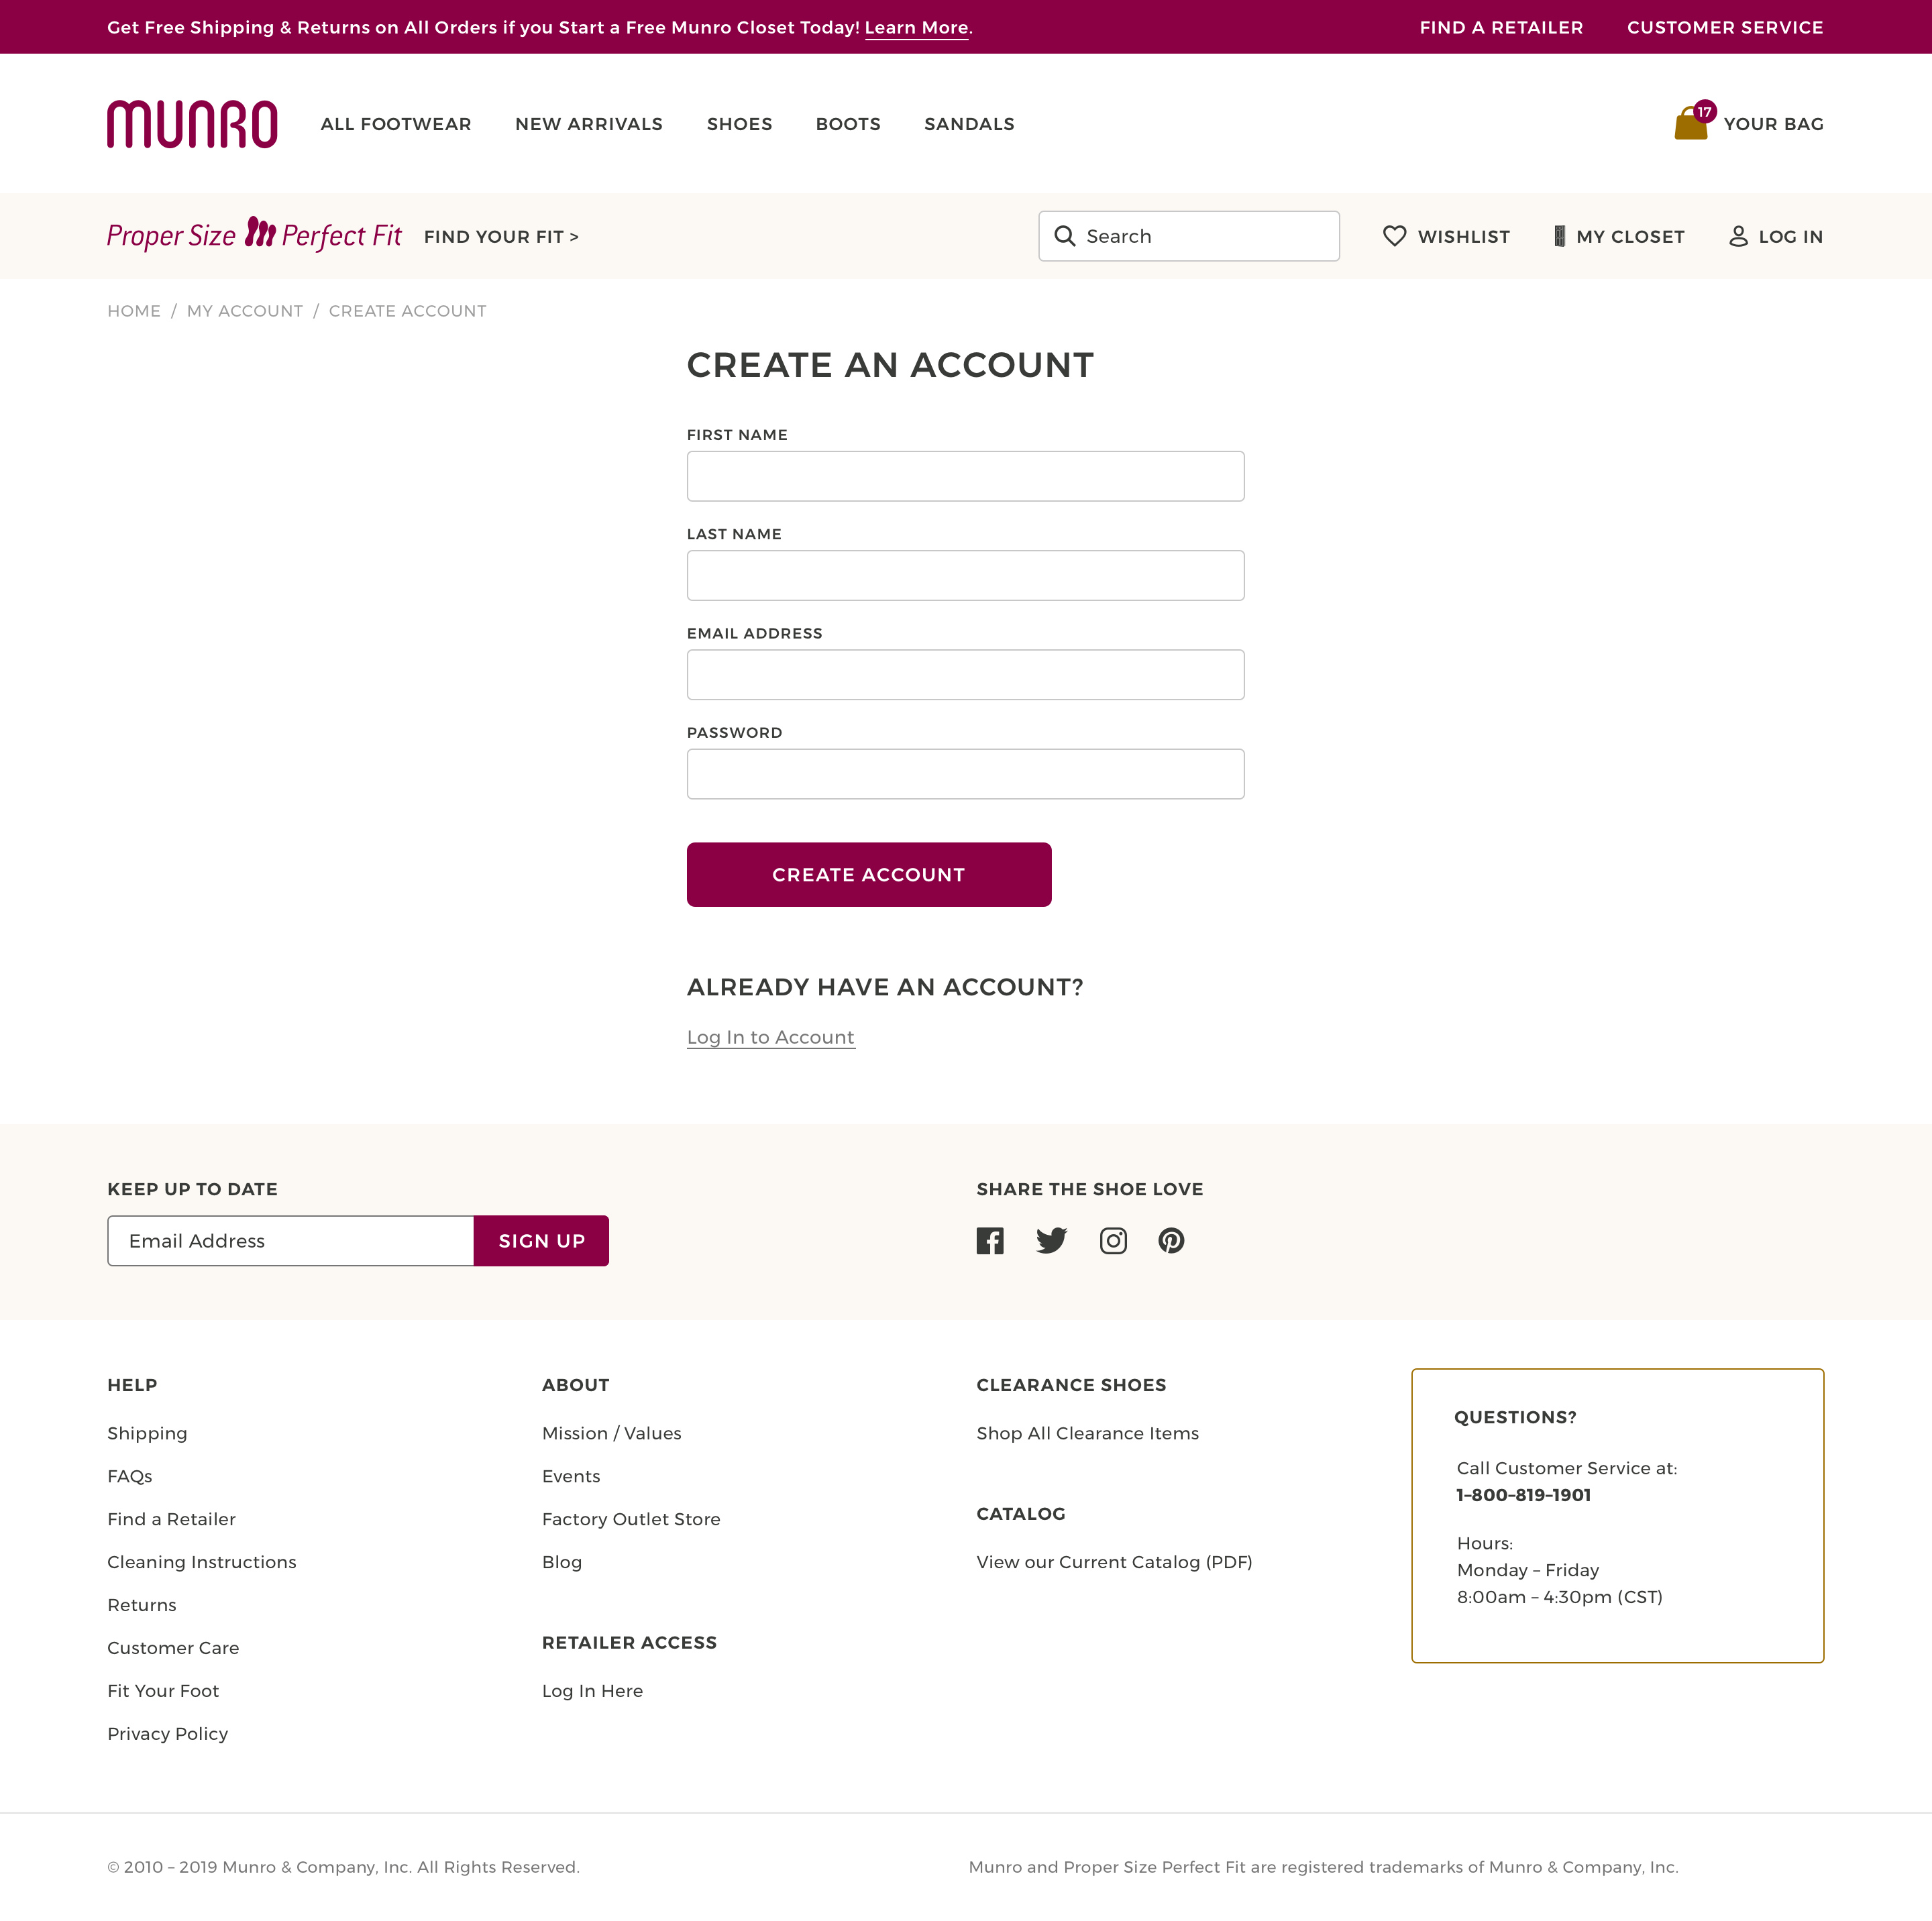 Get Free Shipping & Returns on All Orders if you Start a Free Munro Closet Today! Learn More.
FIND A RETAILER
CUSTOMER SERVICE
MUNRO
ALL FOOTWEAR
NEW ARRIVALS
SHOES
BOOTS
SANDALS
17
YOUR BAG
Proper Size Perfect Fit
FIND YOUR FIT >
Search
WISHLIST
MY CLOSET
LOG IN
HOME / MY ACCOUNT / CREATE ACCOUNT
CREATE AN ACCOUNT
FIRST NAME
LAST NAME
EMAIL ADDRESS
PASSWORD
CREATE ACCOUNT
ALREADY HAVE AN ACCOUNT?
Log In to Account
KEEP UP TO DATE
Email Address
SIGN UP
SHARE THE SHOE LOVE
HELP
Shipping
FAQs
Find a Retailer
Cleaning Instructions
Returns
Customer Care
Fit Your Foot
Privacy Policy
ABOUT
Mission / Values
Events
Factory Outlet Store
Blog
RETAILER ACCESS
Log In Here
CLEARANCE SHOES
Shop All Clearance Items
CATALOG
View our Current Catalog (PDF)
QUESTIONS?
Call Customer Service at:
1-800-819-1901
Hours:
Monday – Friday
8:00am – 4:30pm (CST)
© 2010 – 2019 Munro & Company, Inc. All Rights Reserved.
Munro and Proper Size Perfect Fit are registered trademarks of Munro & Company, Inc.